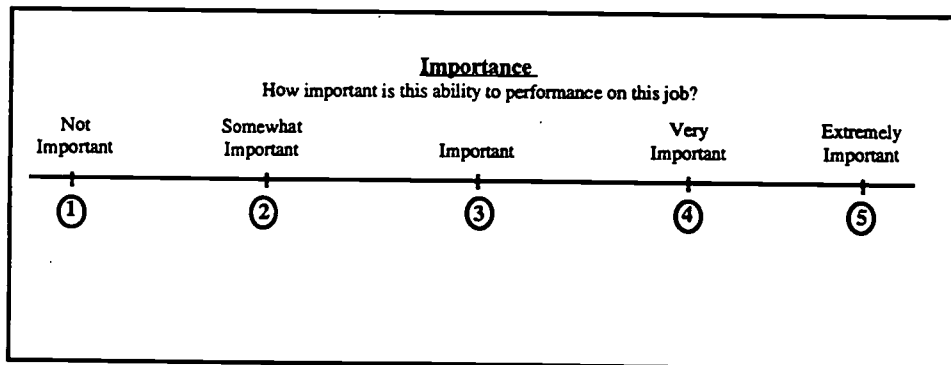 Importance
How important is this ability to performance on this job?
Not
Important
Somewhat
Important
Important
Very
Important
Extremely
Important
1
2
3
4
5